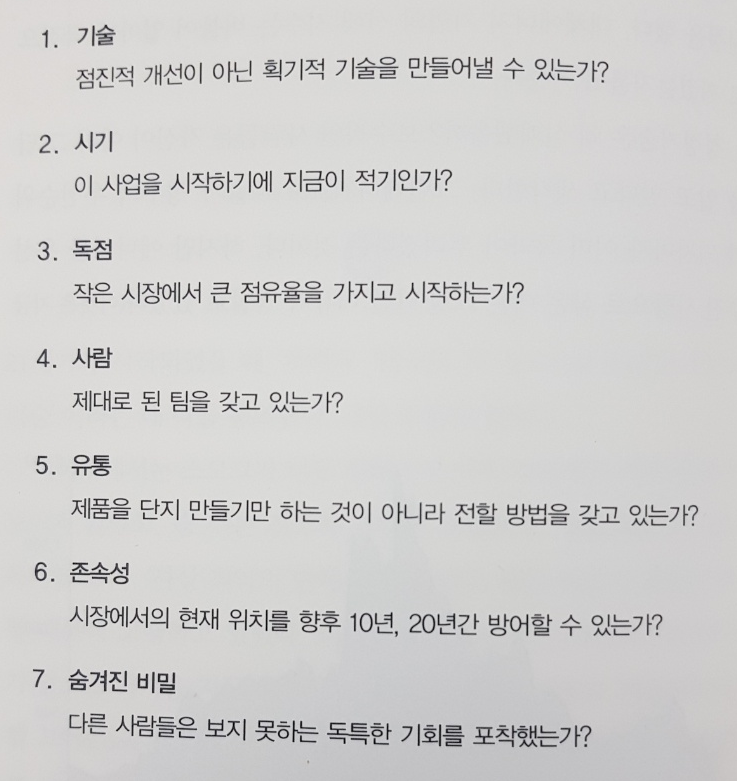 1. 기술
점진적 개선이 아닌 획기적 기술을 만들어낼 수 있는가?
2. 시기
이 사업을 시작하기에 지금이 적기인가?
3. 독점
작은 시장에서 큰 점유율을 가지고 시작하는가?
4. 사람
제대로 된 팀을 갖고 있는가?
5. 유통
제품을 단지 만들기만 하는 것이 아니라 전할 방법을 갖고 있는가?
6. 존속성
시장에서의 현재 위치를 향후 10년, 20년간 방어할 수 있는가?
7. 숨겨진 비밀
다른 사람들은 보지 못하는 독특한 기회를 포착했는가?